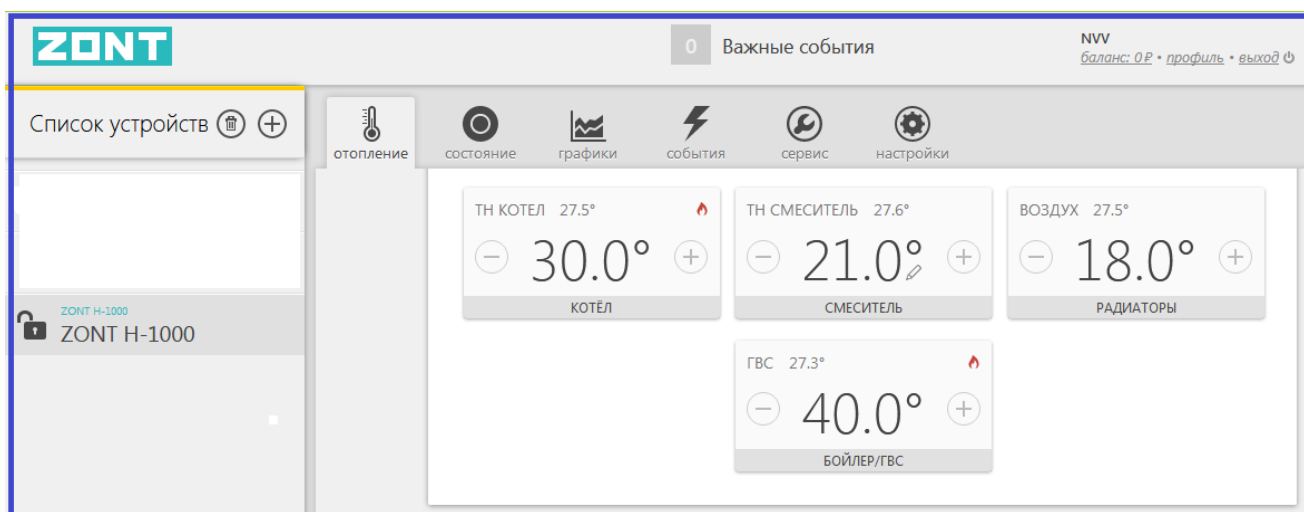 ZONT
0 Важные события
NVV
баланс: 0 ₽ • профиль • выход
Список устройств
отопление
состояние
графики
события
сервис
настройки
ZONT H-1000
ZONT H-1000
ТН КОТЕЛ 27.5°
30.0°
КОТЁЛ
ТН СМЕСИТЕЛЬ 27.6°
21.0°
СМЕСИТЕЛЬ
ВОЗДУХ 27.5°
18.0°
РАДИАТОРЫ
ГВС 27.3°
40.0°
БОЙЛЕР/ГВС